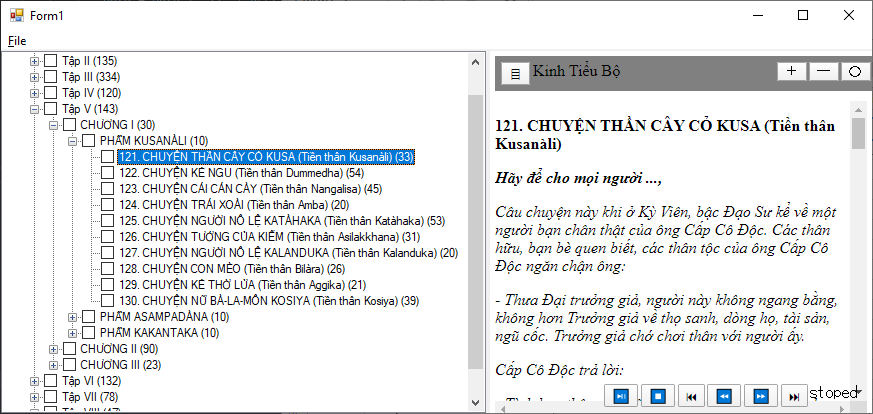 Form1
File
Tập II (135)
Tập III (334)
Tập IV (120)
Tập V (143)
CHƯƠNG I (30)
PHẨM KUSANÀLI (10)
121. CHUYỆN THẦN CÂY CỎ KUSA (Tiền thân Kusanàli) (33)
122. CHUYỆN KẺ NGU (Tiền thân Dummedha) (54)
123. CHUYỆN CÁI CÁN CÀY (Tiền thân Nangalisa) (45)
124. CHUYỆN TRÁI XOÀI (Tiền thân Amba) (20)
125. CHUYỆN NGƯỜI NÔ LỆ KATÀHAKA (Tiền thân Katàhaka) (53)
126. CHUYỆN TƯỚNG CỦA KIẾM (Tiền thân Asilakkhana) (31)
127. CHUYỆN NGƯỜI NÔ LỆ KALANDUKA (Tiền thân Kalanduka) (20)
128. CHUYỆN CON MÈO (Tiền thân Bilàra) (26)
129. CHUYỆN KẺ THỜ LỬA (Tiền thân Aggika) (21)
130. CHUYỆN NỮ BÀ-LA-MÔN KOSIYA (Tiền thân Kosiya) (39)
PHẨM ASAMPADÀNA (10)
PHẨM KAKANTAKA (10)
CHƯƠNG II (90)
CHƯƠNG III (23)
Tập VI (132)
Tập VII (78)
Tập VIII (47)
Kinh Tiểu Bộ
121. CHUYỆN THẦN CÂY CỎ KUSA (Tiền thân
Kusanàli)
Hãy để cho mọi người ...,
Câu chuyện này khi ở Kỳ Viên, bậc Đạo Sư kể về một
người bạn chân thật của ông Cấp Cô Độc. Các thân
hữu, bạn bè quen biết, các thân tộc của ông Cấp Cô
Độc ngăn chận ông:
- Thưa Đại trưởng giả, người này không ngang bằng,
không hơn Trưởng giả về thọ sanh, dòng họ, tài sản,
ngũ cốc. Trưởng giả chớ chơi thân với người ấy.
Cấp Cô Độc trả lời:
stoped